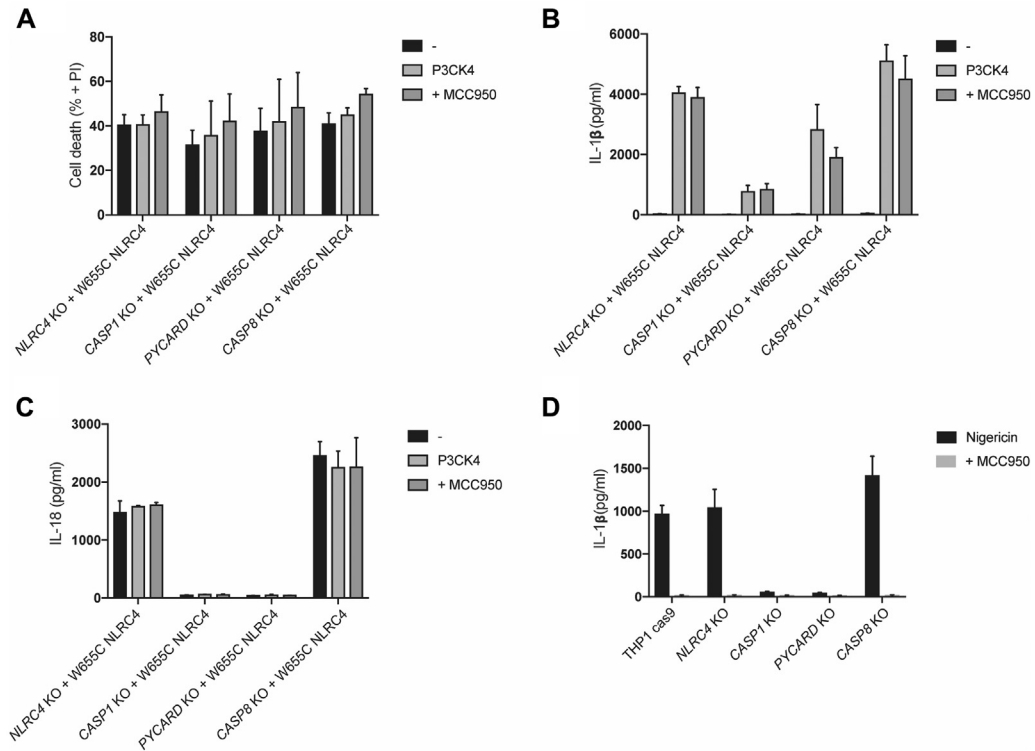 A
Cell death (% + PI)
80
60
40
20
0
-
P3CK4
+ MCC950
NLRC4 KO + W655C NLRC4
CASP1 KO + W655C NLRC4
PYCARD KO + W655C NLRC4
CASP8 KO + W655C NLRC4
B
IL-1β(pg/ml)
6000
4000
2000
0
-
P3CK4
+ MCC950
NLRC4 KO + W655C NLRC4
CASP1 KO + W655C NLRC4
PYCARD KO + W655C NLRC4
CASP8 KO + W655C NLRC4
C
IL-18 (pg/ml)
3000
2000
1000
0
-
P3CK4
+ MCC950
NLRC4 KO + W655C NLRC4
CASP1 KO + W655C NLRC4
PYCARD KO + W655C NLRC4
CASP8 KO + W655C NLRC4
D
IL-1β(pg/ml)
2000
1500
1000
500
0
Nigericin
+ MCC950
THP1 cas9
NLRC4 KO
CASP1 KO
PYCARD KO
CASP8 KO